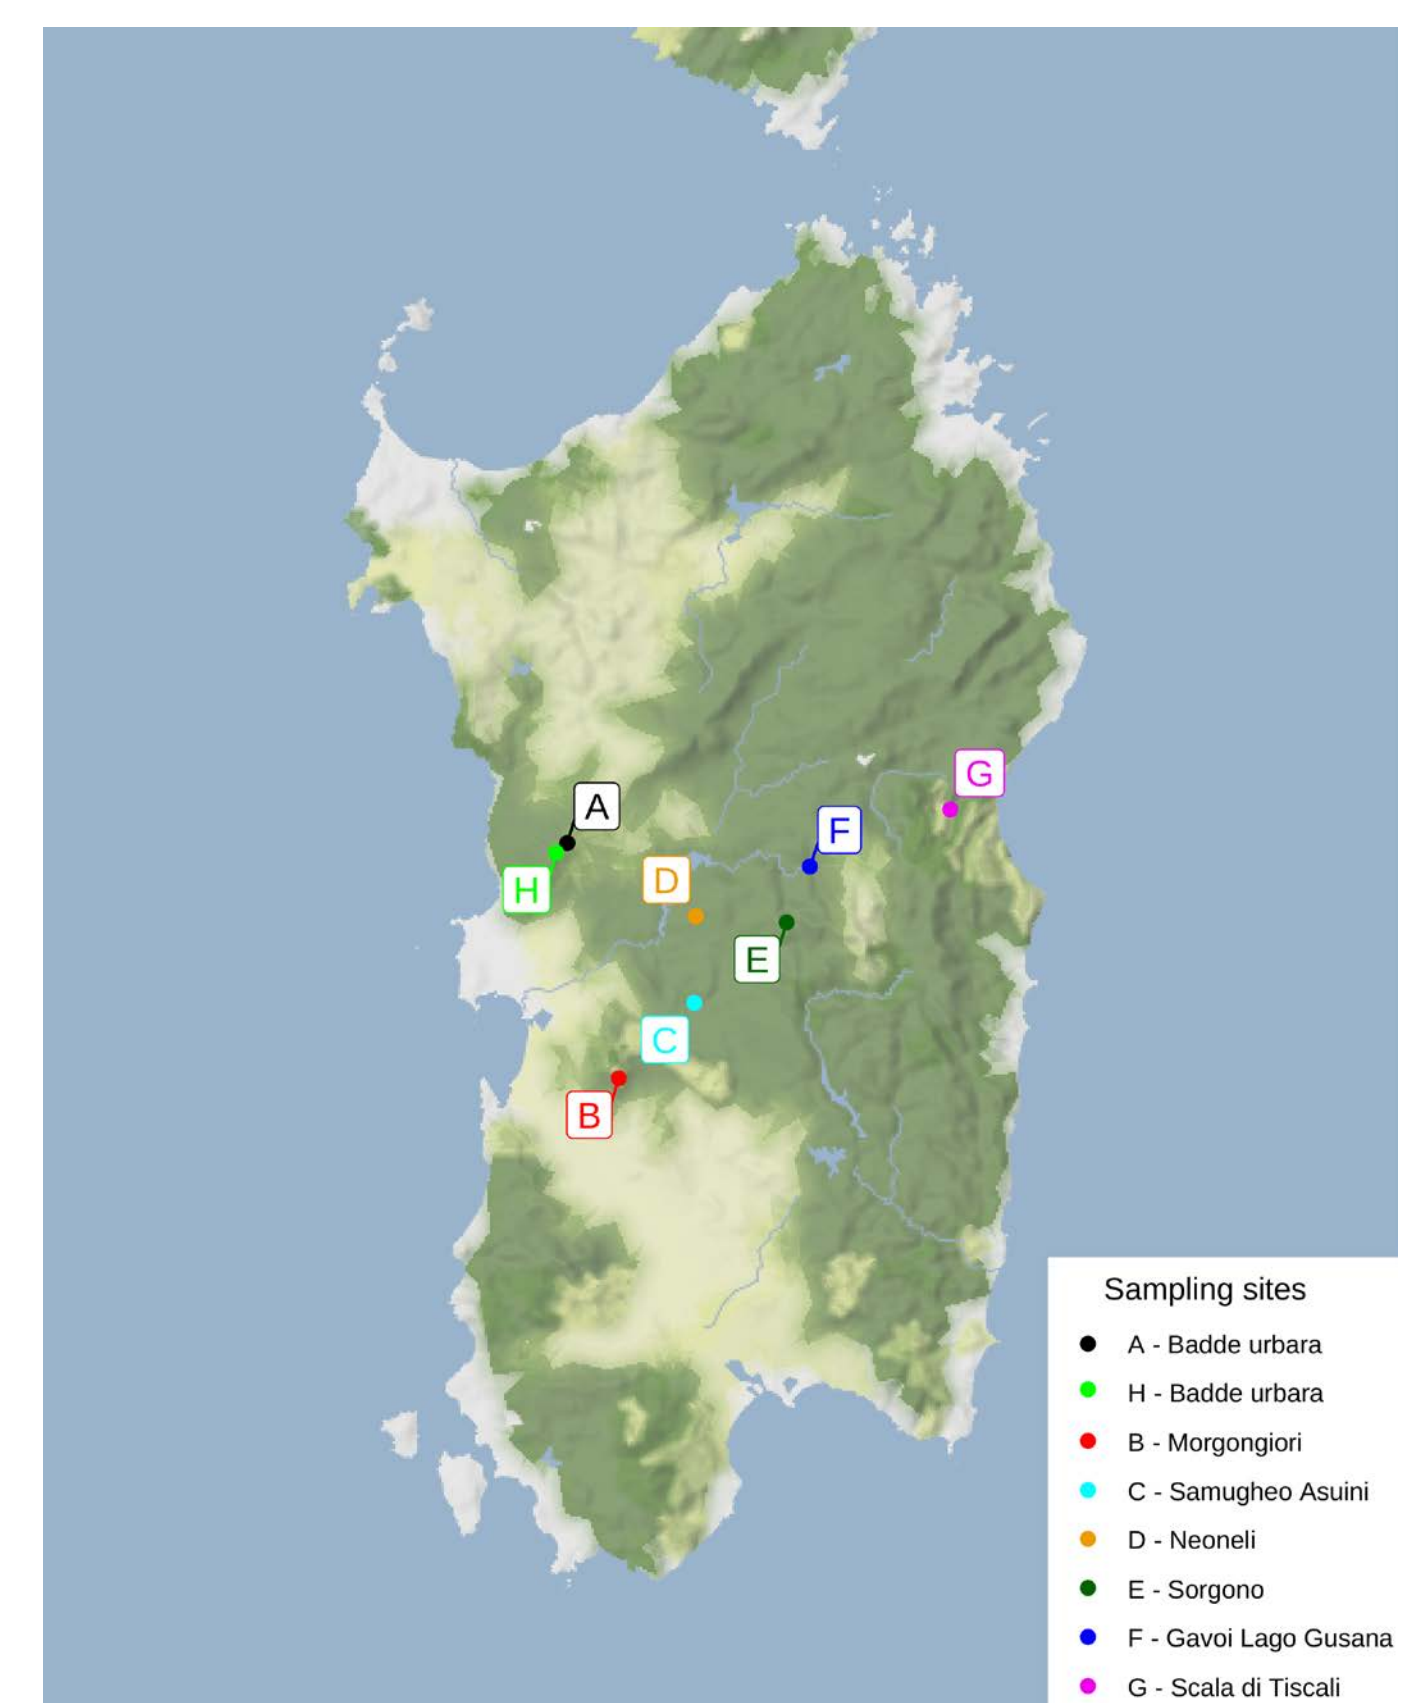 G
A
F
D
H
E
C
B
Sampling sites
A - Badde urbara
H - Badde urbara
B - Morgongiori
C - Samugheo Asuini
D - Neoneli
E - Sorgono
F - Gavoi Lago Gusana
G - Scala di Tiscali